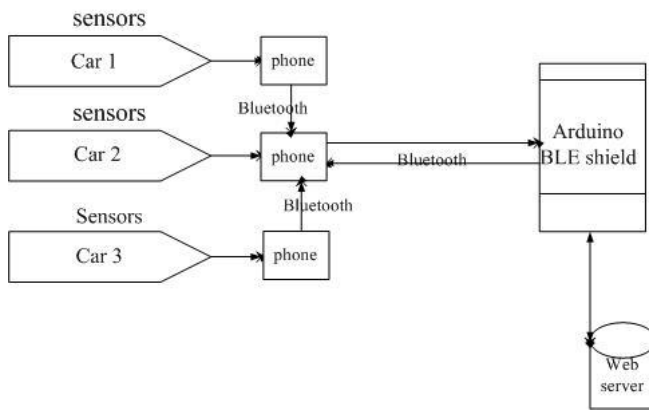 sensors
Car 1
phone
Bluetooth
sensors
Car 2
phone
Bluetooth
Arduino
BLE shield
Bluetooth
Sensors
Car 3
phone
Web
server